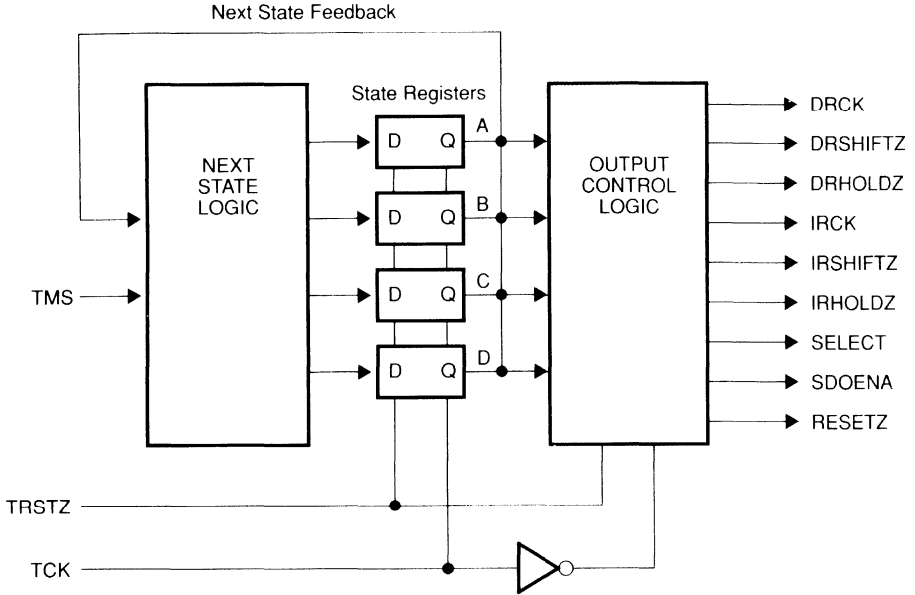 Next State Feedback
State Registers
NEXT
STATE
LOGIC
D Q A
D Q B
D Q C
D Q D
OUTPUT
CONTROL
LOGIC
DRCK
DRSHIFTZ
DRHOLDZ
IRCK
IRSHIFTZ
IRHOLDZ
SELECT
SDOENA
RESETZ
TMS
TRSTZ
TCK